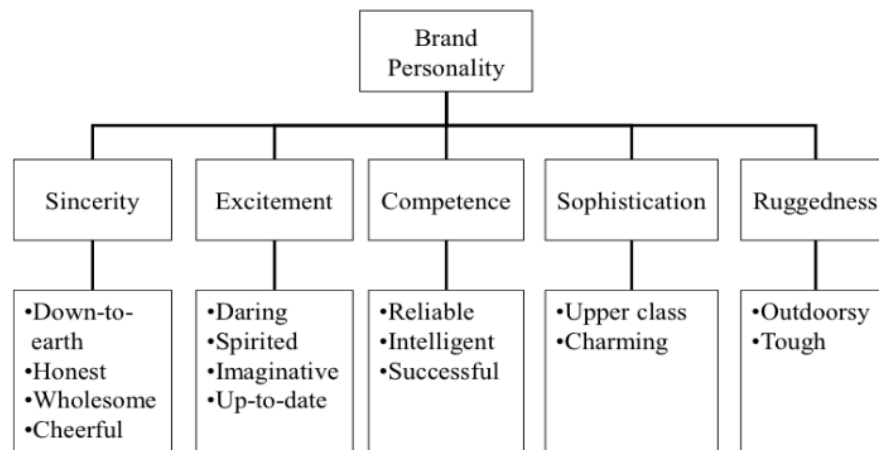 Brand
Personality
Sincerity
Excitement
Competence
Sophistication
Ruggedness
•Down-to-
earth
•Honest
•Wholesome
•Cheerful
•Daring
•Spirited
•Imaginative
•Up-to-date
•Reliable
•Intelligent
•Successful
•Upper class
•Charming
•Outdoorsy
•Tough